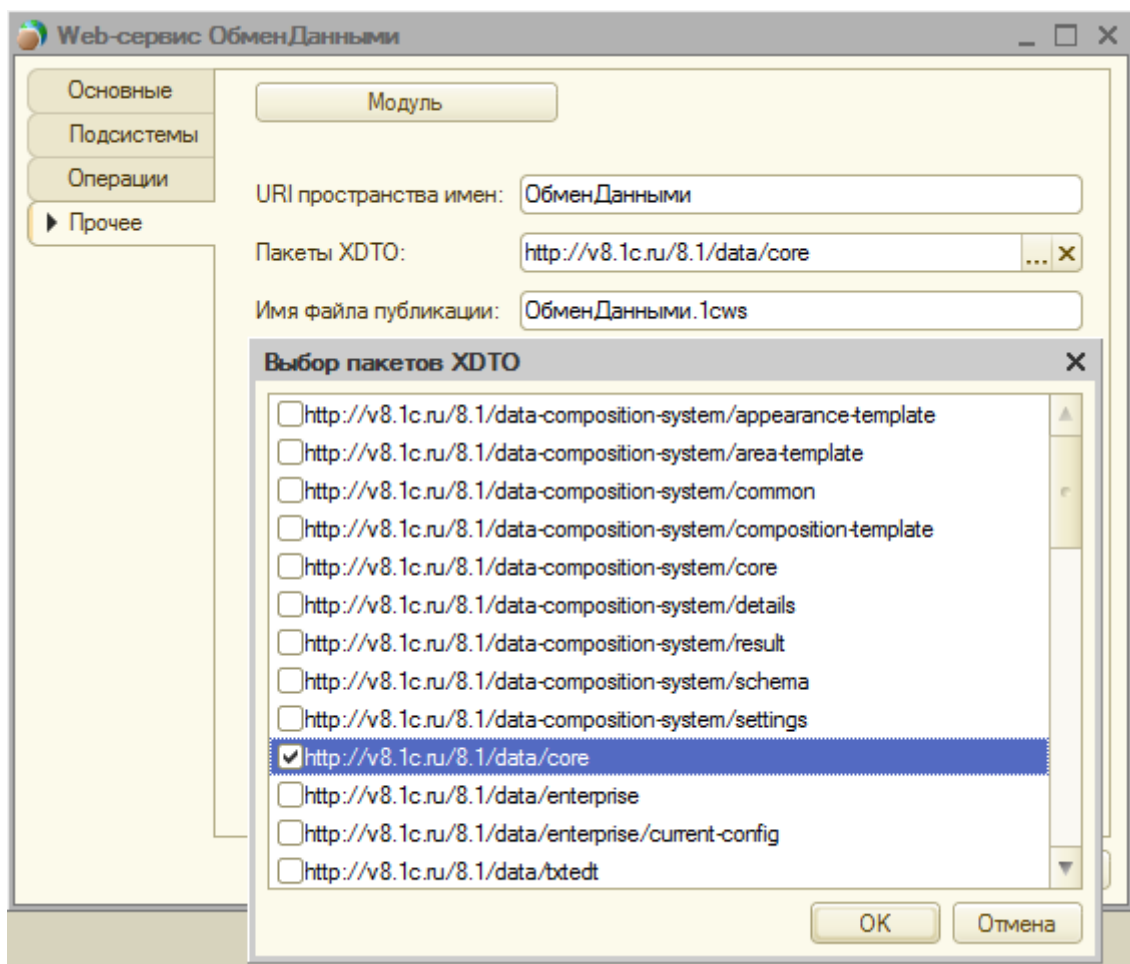 Web-сервис ОбменДанными
Основные
Подсистемы
Операции
Прочее
Модуль
URI пространства имен: ОбменДанными
Пакеты XDTO: http://v8.1c.ru/8.1/data/core ...
Имя файла публикации: ОбменДанными.1cws
Выбор пакетов XDTO
http://v8.1c.ru/8.1/data-composition-system/appearance-template
http://v8.1c.ru/8.1/data-composition-system/area-template
http://v8.1c.ru/8.1/data-composition-system/common
http://v8.1c.ru/8.1/data-composition-system/composition-template
http://v8.1c.ru/8.1/data-composition-system/core
http://v8.1c.ru/8.1/data-composition-system/details
http://v8.1c.ru/8.1/data-composition-system/result
http://v8.1c.ru/8.1/data-composition-system/schema
http://v8.1c.ru/8.1/data-composition-system/settings
http://v8.1c.ru/8.1/data/core
http://v8.1c.ru/8.1/data/enterprise
http://v8.1c.ru/8.1/data/enterprise/current-config
http://v8.1c.ru/8.1/data/txtedt
OK Отмена